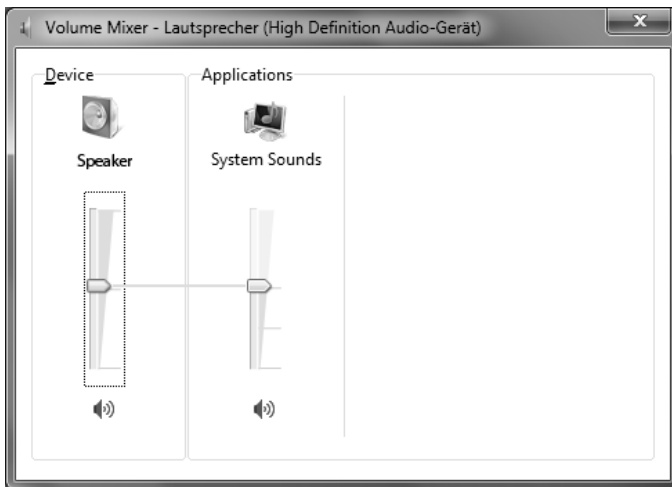 Volume Mixer - Lautsprecher (High Definition Audio-Gerät)
Device
Applications
Speaker
System Sounds